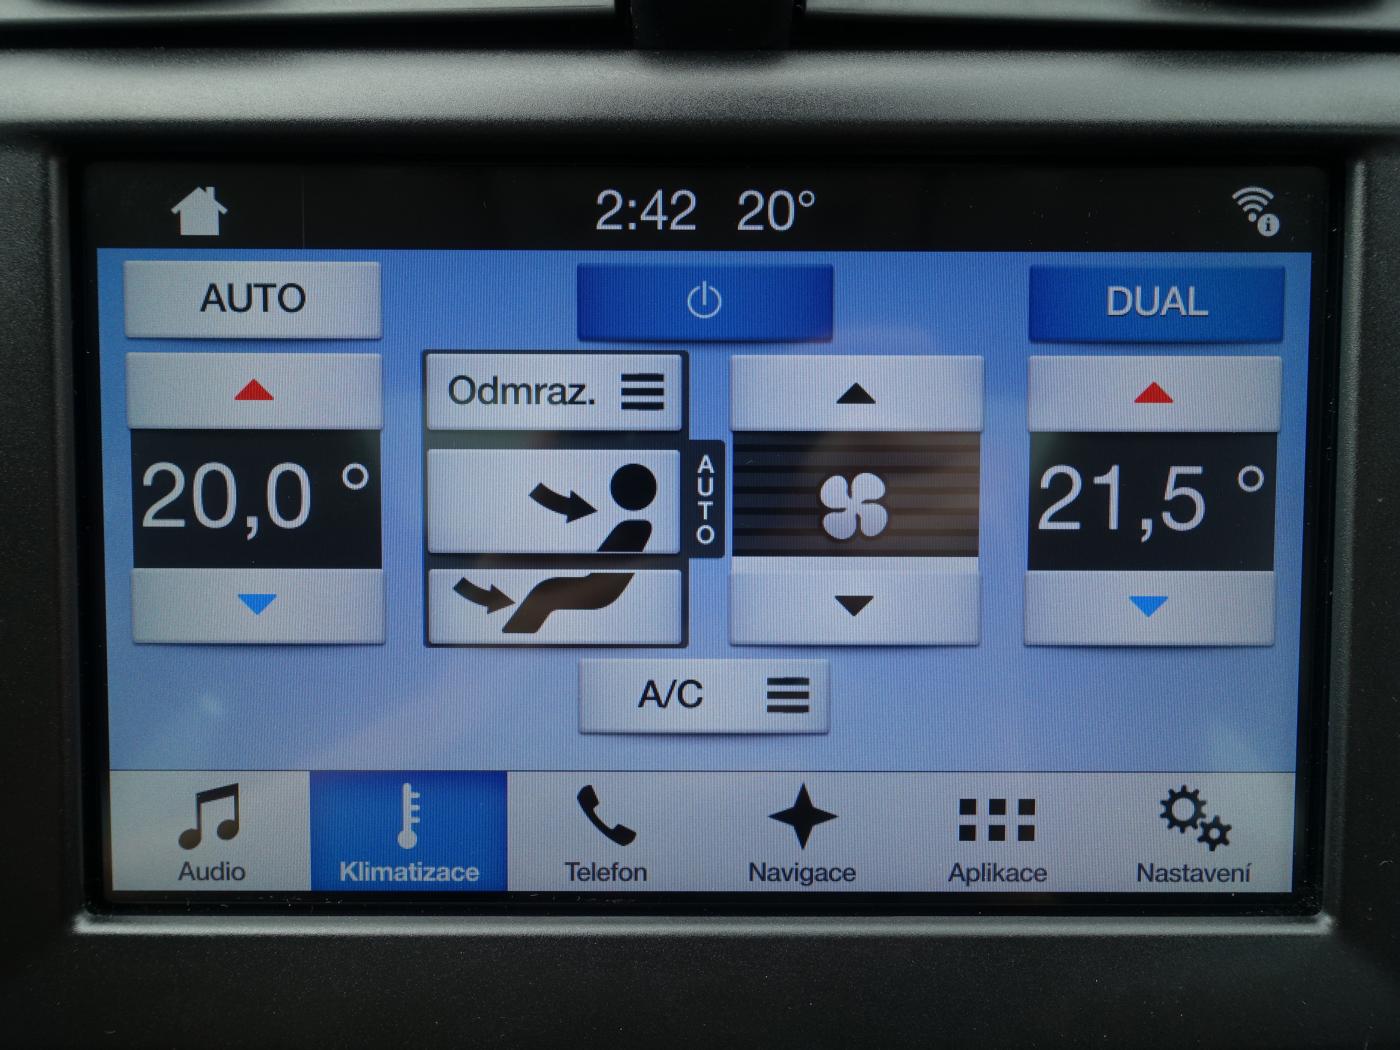 2:42 20°
AUTO
DUAL
Odmraz.
20,0 °
AUTO
21,5 °
A/C
Audio
Klimatizace
Telefon
Navigace
Aplikace
Nastavení